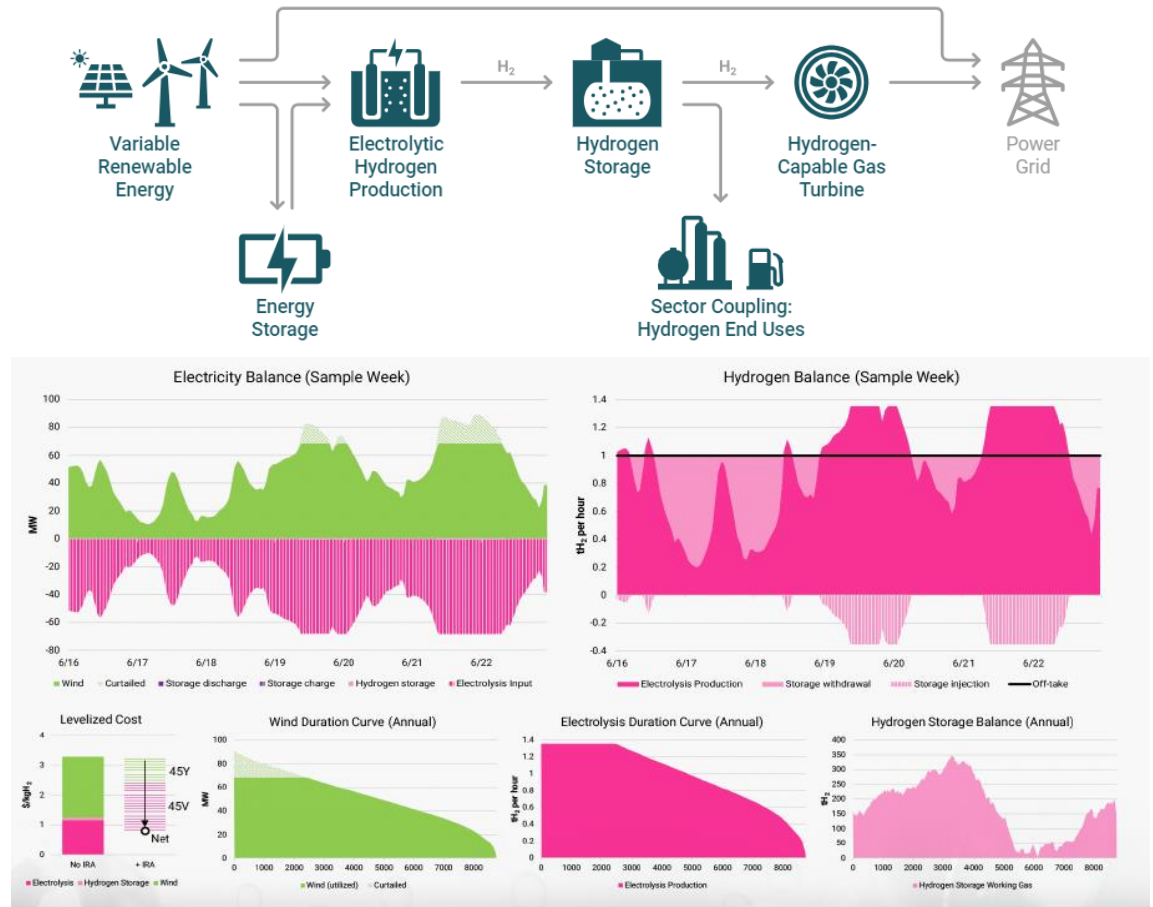 H₂
H₂
Variable
Renewable
Energy
Electrolytic
Hydrogen
Production
Hydrogen
Storage
Hydrogen-
Capable Gas
Turbine
Power
Grid
Energy
Storage
Sector Coupling:
Hydrogen End Uses
Electricity Balance (Sample Week)
100
80
60
40
20
0
-20
-40
-60
-80
MW
6/16 6/17 6/18 6/19 6/20 6/21 6/22
Wind Curtailed Storage discharge Storage charge Hydrogen storage Electrolysis Input
Hydrogen Balance (Sample Week)
1.4
1.2
1
0.8
0.6
0.4
0.2
0
-0.2
-0.4
tH₂ per hour
6/16 6/17 6/18 6/19 6/20 6/21 6/22
Electrolysis Production Storage withdrawal Storage injection Off-take
Levelized Cost
4
3
2
1
0
$/kgH₂
45Y
45V
Net
No IRA + IRA
Electrolysis Hydrogen Storage Wind
Wind Duration Curve (Annual)
100
80
60
40
20
0
MW
0 1000 2000 3000 4000 5000 6000 7000 8000
Wind (utilized) Curtailed
Electrolysis Duration Curve (Annual)
1.4
1.2
1
0.8
0.6
0.4
0.2
0
tH₂ per hour
0 1000 2000 3000 4000 5000 6000 7000 8000
Electrolysis Production
Hydrogen Storage Balance (Annual)
400
350
300
250
200
150
100
50
0
tH₂
0 1000 2000 3000 4000 5000 6000 7000 8000
Hydrogen Storage Working Gas